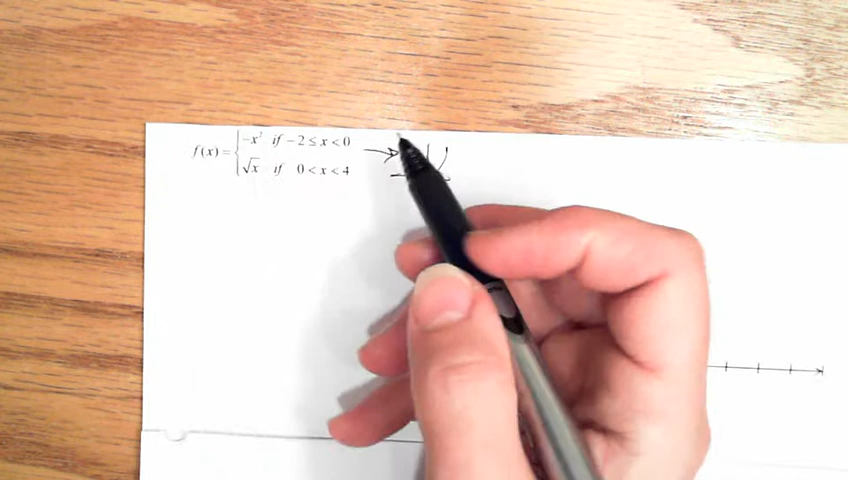 f(x) = { -x² if -2 ≤ x < 0
√x if 0 < x < 4